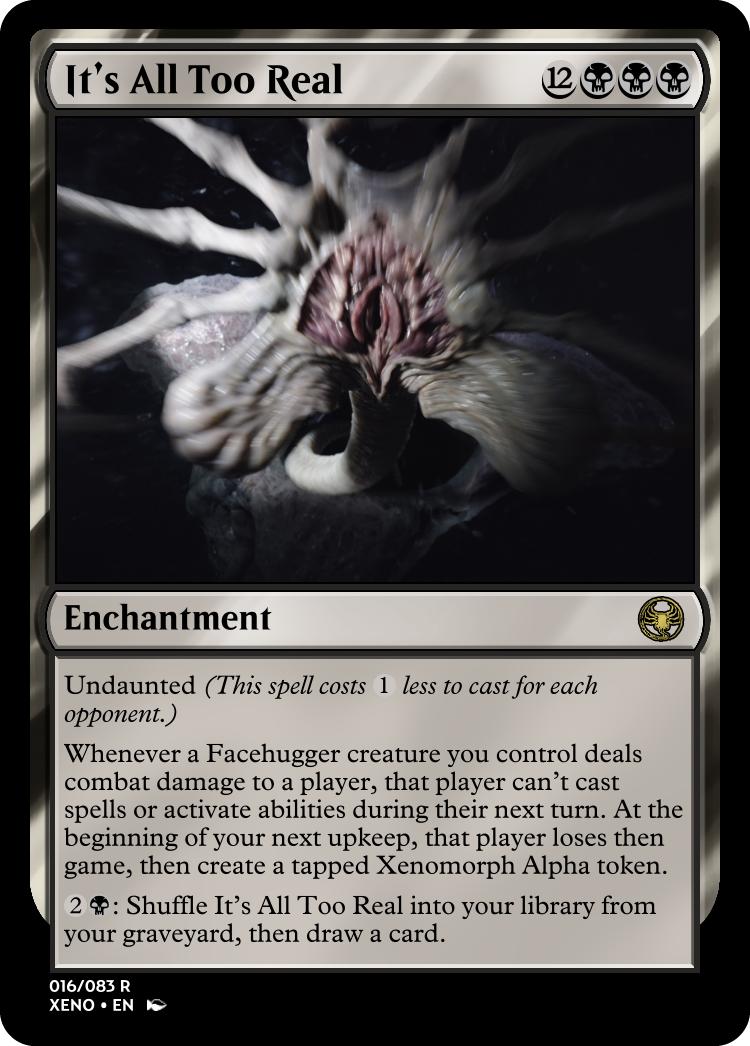 It's All Too Real
12
Enchantment
Undaunted (This spell costs 1 less to cast for each
opponent.)
Whenever a Facehugger creature you control deals
combat damage to a player, that player can't cast
spells or activate abilities during their next turn. At the
beginning of your next upkeep, that player loses then
game, then create a tapped Xenomorph Alpha token.
2 : Shuffle It's All Too Real into your library from
your graveyard, then draw a card.
016/083 R
XENO • EN